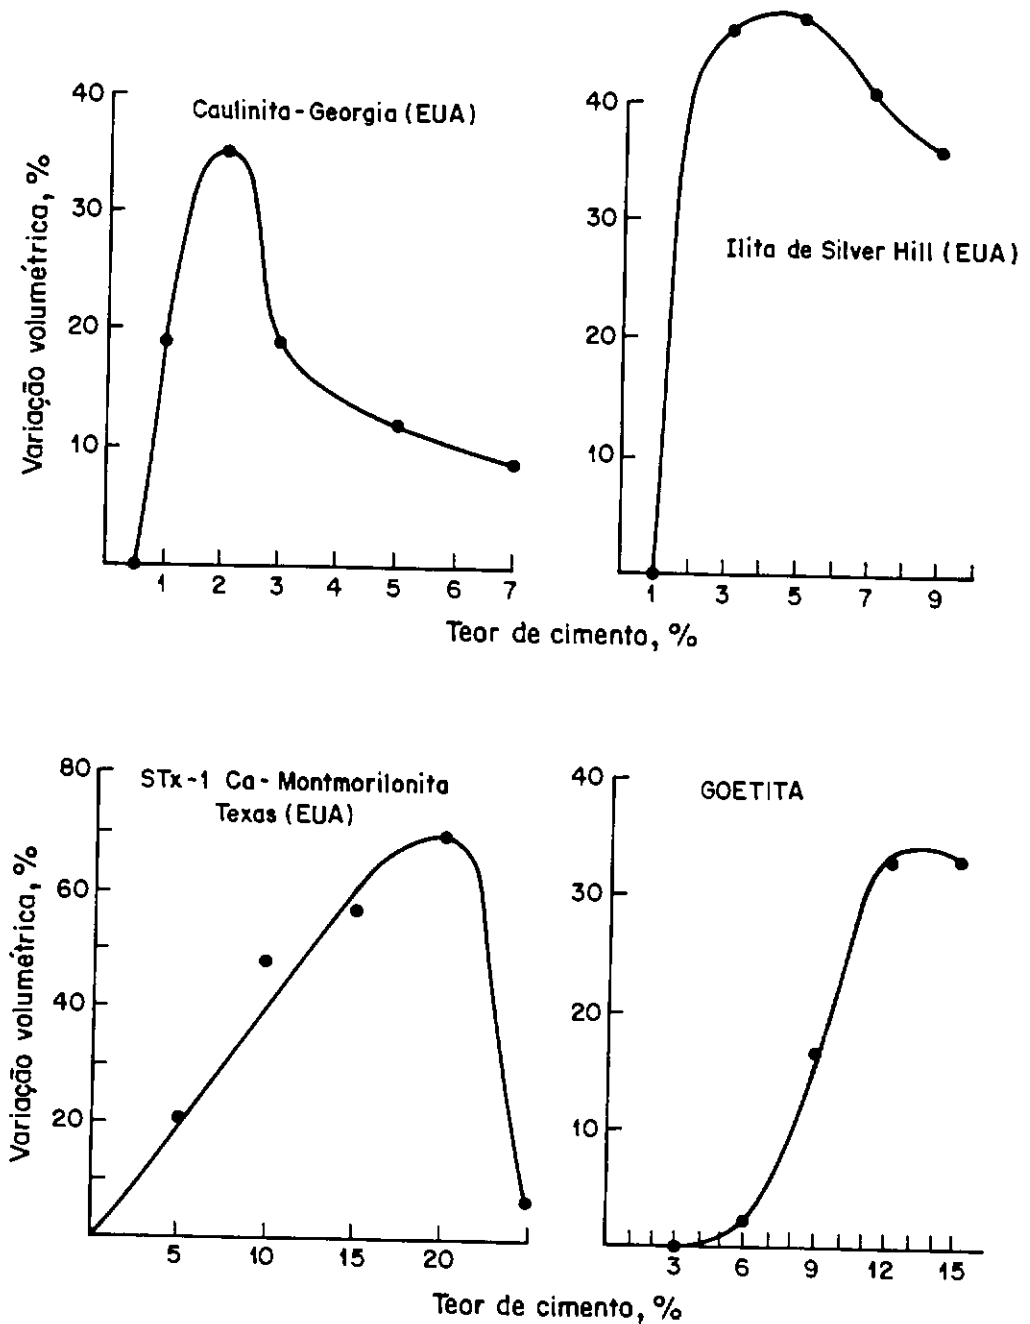 Variação volumétrica, %
40
30
20
10
Caulinita-Georgia (EUA)
1 2 3 4 5 6 7
40
30
20
10
Ilita de Silver Hill (EUA)
1 3 5 7 9
Teor de cimento, %
Variação volumétrica, %
80
60
40
20
STx-1 Ca-Montmorilonita
Texas (EUA)
5 10 15 20
40
30
20
10
GOETITA
3 6 9 12 15
Teor de cimento, %